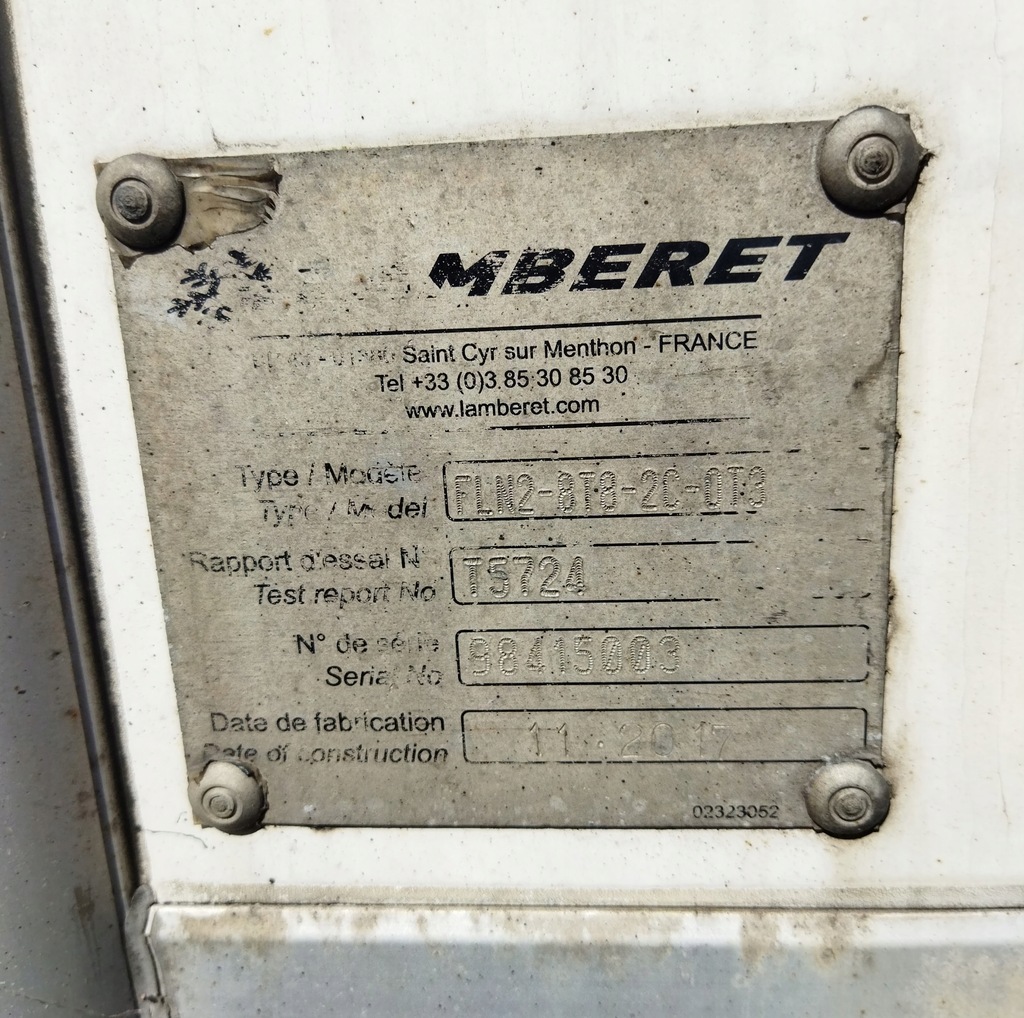 MBERET
Saint Cyr sur Menthon - FRANCE
Tel +33 (0)3 85 30 85 30
www.lamberet.com
Type / Modèle
Type / Model
FLN2-8T8-2C-0T3
Rapport d'essai N°
Test report No
T5724
N° de série
Serial No
98415003
Date de fabrication
Date of construction
11.2017
02323052